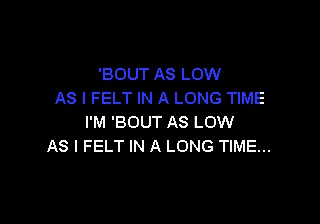 'BOUT AS LOW
AS I FELT IN A LONG TIME
I'M 'BOUT AS LOW
AS I FELT IN A LONG TIME...